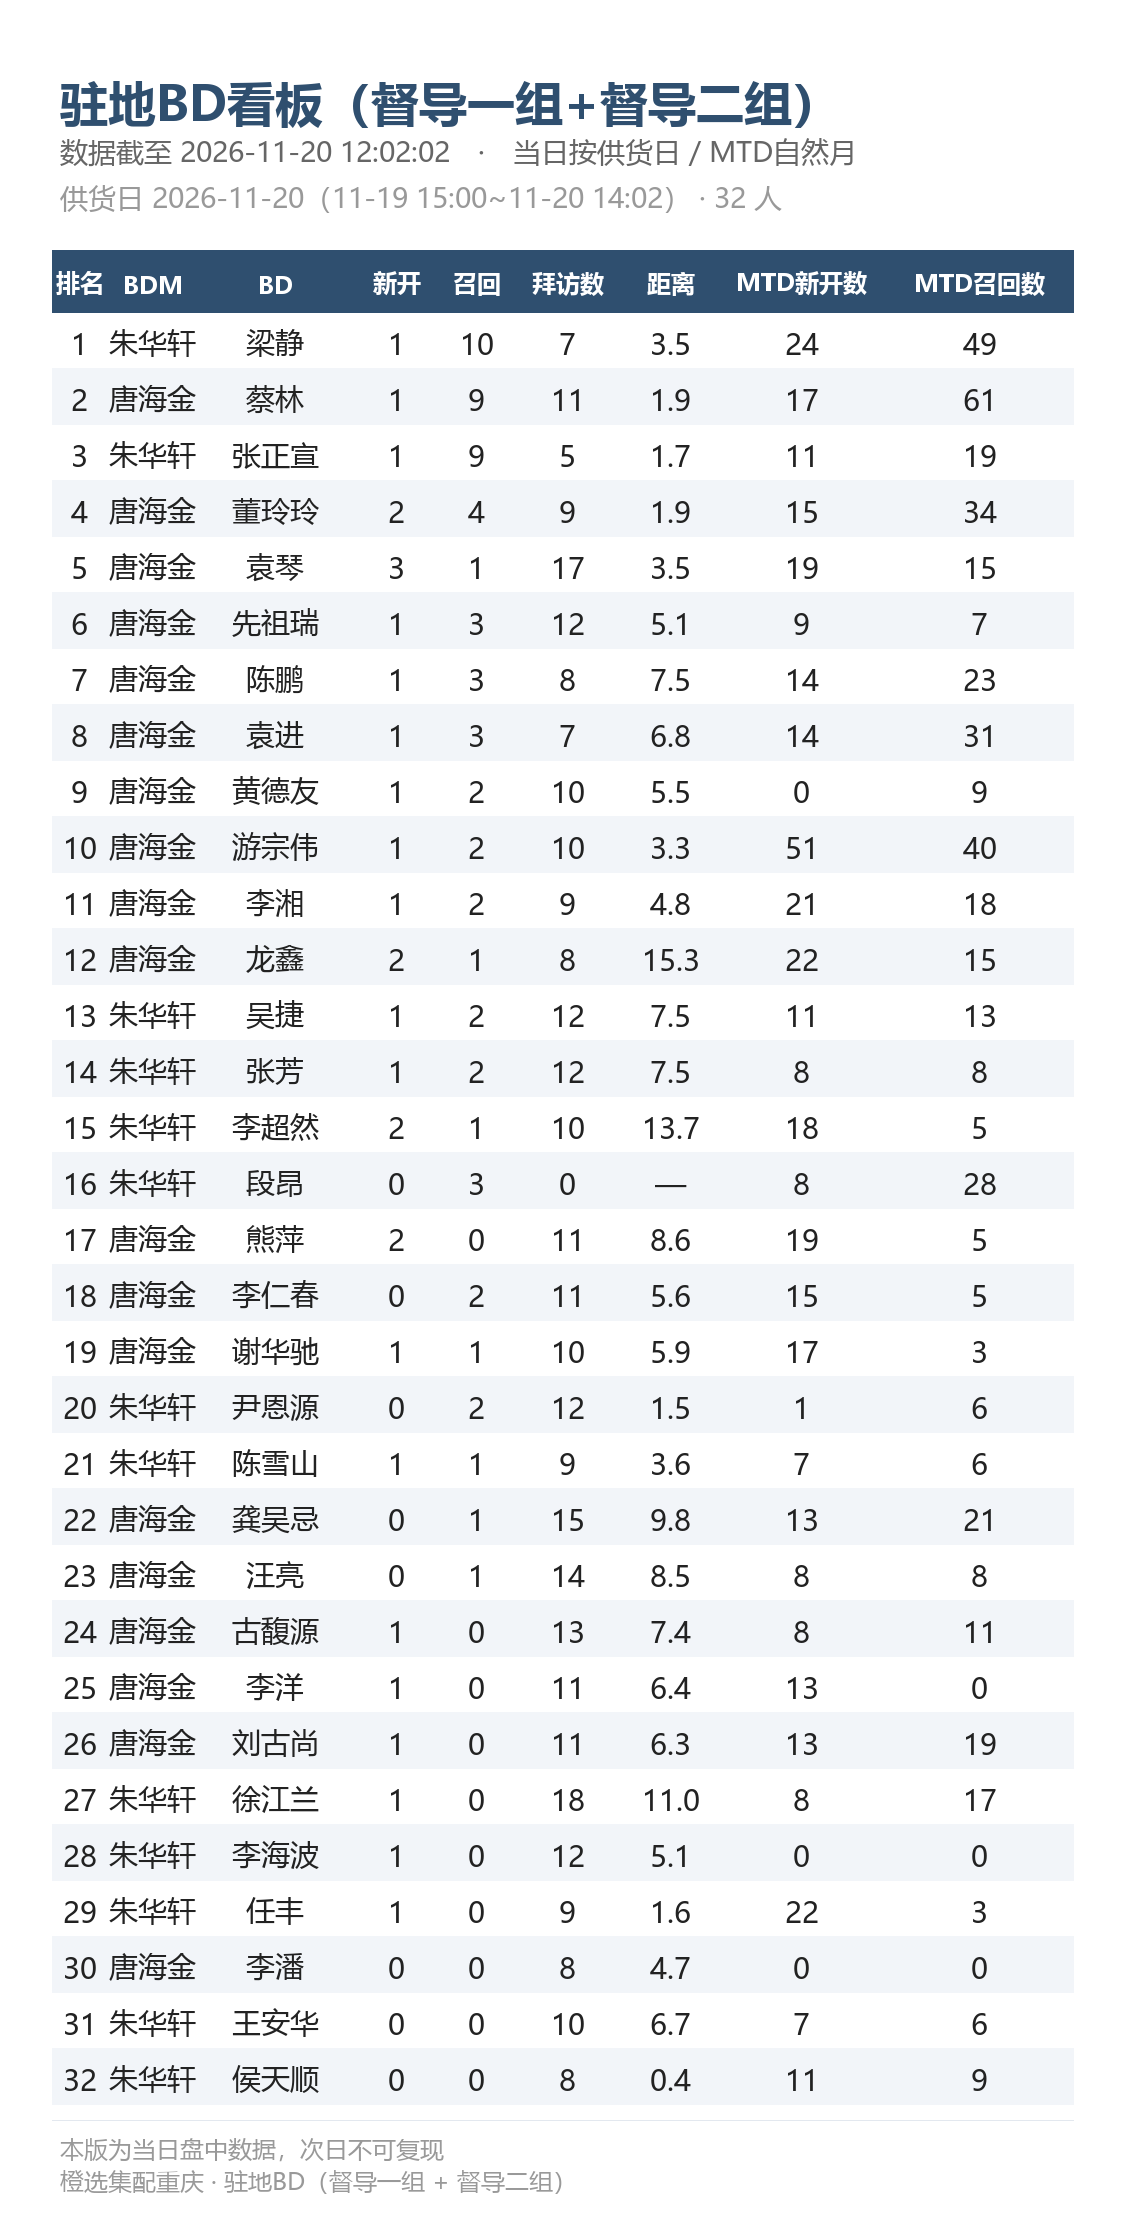 驻地BD看板（督导一组+督导二组）
数据截至 2026-11-20 12:02:02 · 当日按供货日 / MTD自然月
供货日 2026-11-20（11-19 15:00~11-20 14:02） · 32 人
排名 BDM BD 新开 召回 拜访数 距离 MTD新开数 MTD召回数
1 朱华轩 梁静 1 10 7 3.5 24 49
2 唐海金 蔡林 1 9 11 1.9 17 61
3 朱华轩 张正宣 1 9 5 1.7 11 19
4 唐海金 董玲玲 2 4 9 1.9 15 34
5 唐海金 袁琴 3 1 17 3.5 19 15
6 唐海金 先祖瑞 1 3 12 5.1 9 7
7 唐海金 陈鹏 1 3 8 7.5 14 23
8 唐海金 袁进 1 3 7 6.8 14 31
9 唐海金 黄德友 1 2 10 5.5 0 9
10 唐海金 游宗伟 1 2 10 3.3 51 40
11 唐海金 李湘 1 2 9 4.8 21 18
12 唐海金 龙鑫 2 1 8 15.3 22 15
13 朱华轩 吴捷 1 2 12 7.5 11 13
14 朱华轩 张芳 1 2 12 7.5 8 8
15 朱华轩 李超然 2 1 10 13.7 18 5
16 朱华轩 段昂 0 3 0 — 8 28
17 唐海金 熊萍 2 0 11 8.6 19 5
18 唐海金 李仁春 0 2 11 5.6 15 5
19 唐海金 谢华驰 1 1 10 5.9 17 3
20 朱华轩 尹恩源 0 2 12 1.5 1 6
21 朱华轩 陈雪山 1 1 9 3.6 7 6
22 唐海金 龚吴忌 0 1 15 9.8 13 21
23 唐海金 汪亮 0 1 14 8.5 8 8
24 唐海金 古馥源 1 0 13 7.4 8 11
25 唐海金 李洋 1 0 11 6.4 13 0
26 唐海金 刘古尚 1 0 11 6.3 13 19
27 朱华轩 徐江兰 1 0 18 11.0 8 17
28 朱华轩 李海波 1 0 12 5.1 0 0
29 朱华轩 任丰 1 0 9 1.6 22 3
30 唐海金 李潘 0 0 8 4.7 0 0
31 朱华轩 王安华 0 0 10 6.7 7 6
32 朱华轩 侯天顺 0 0 8 0.4 11 9
本版为当日盘中数据，次日不可复现
橙选集配重庆 · 驻地BD（督导一组 + 督导二组）